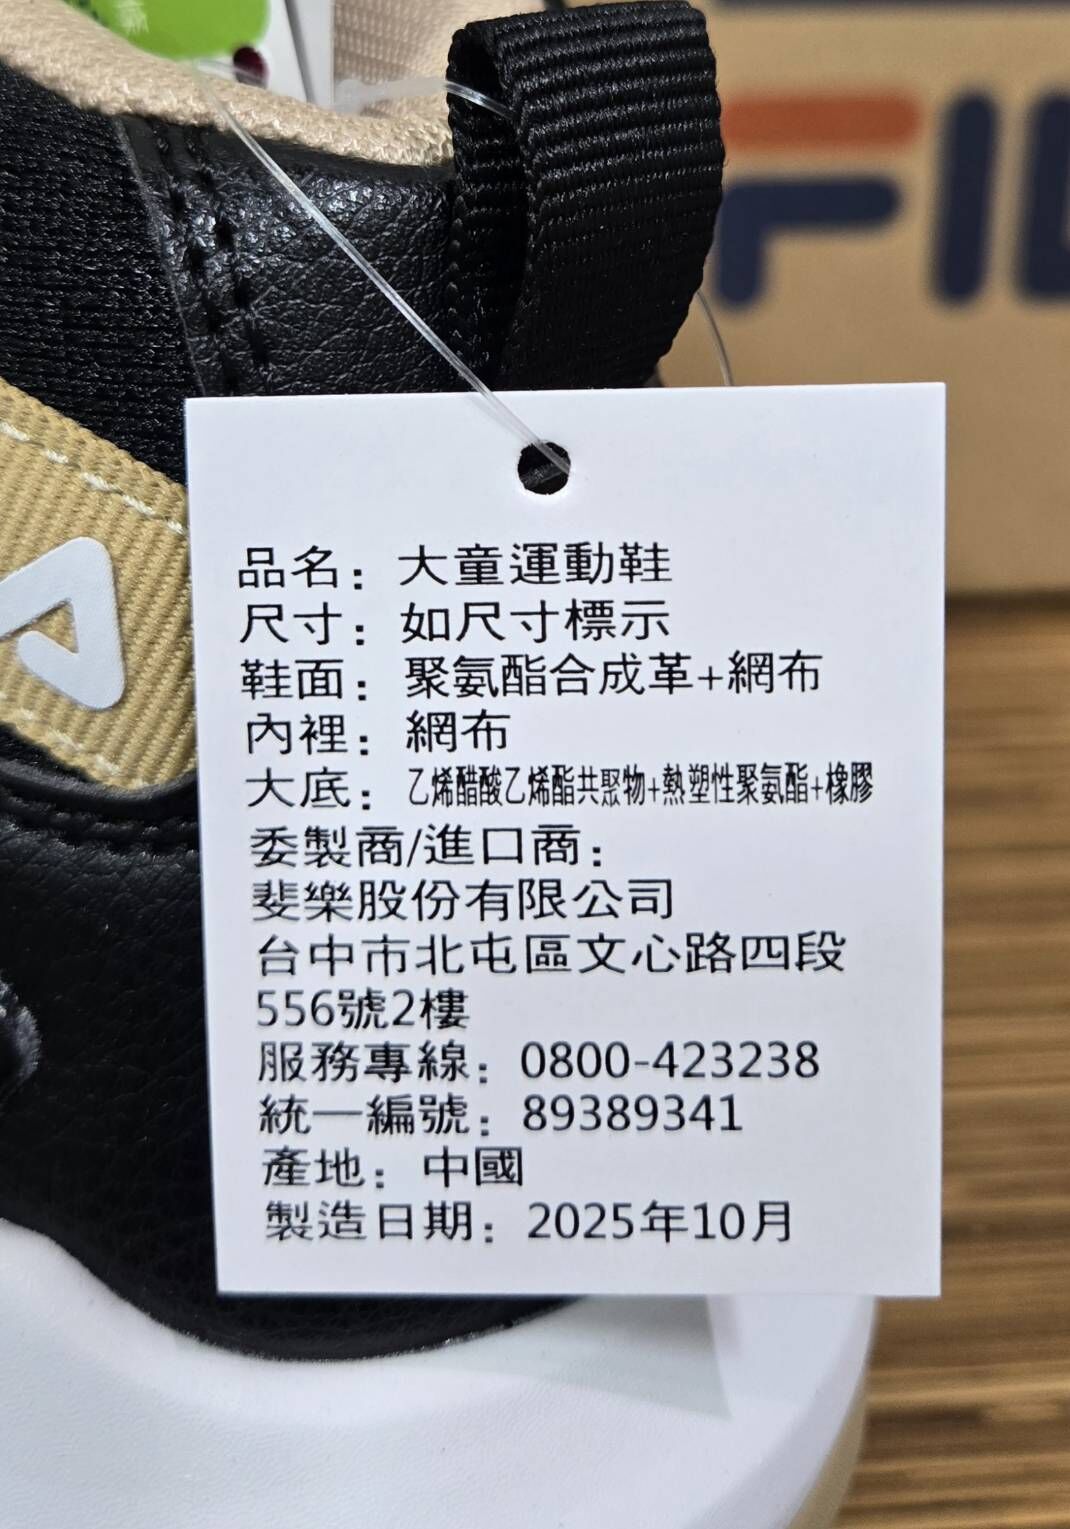 FIL
品名：大童運動鞋
尺寸：如尺寸標示
鞋面：聚氨酯合成革+網布
內裡：網布
大底：乙烯醋酸乙烯酯共聚物+熱塑性聚氨酯+橡膠
委製商/進口商：
斐樂股份有限公司
台中市北屯區文心路四段
556號2樓
服務專線：0800-423238
統一編號：89389341
產地：中國
製造日期：2025年10月